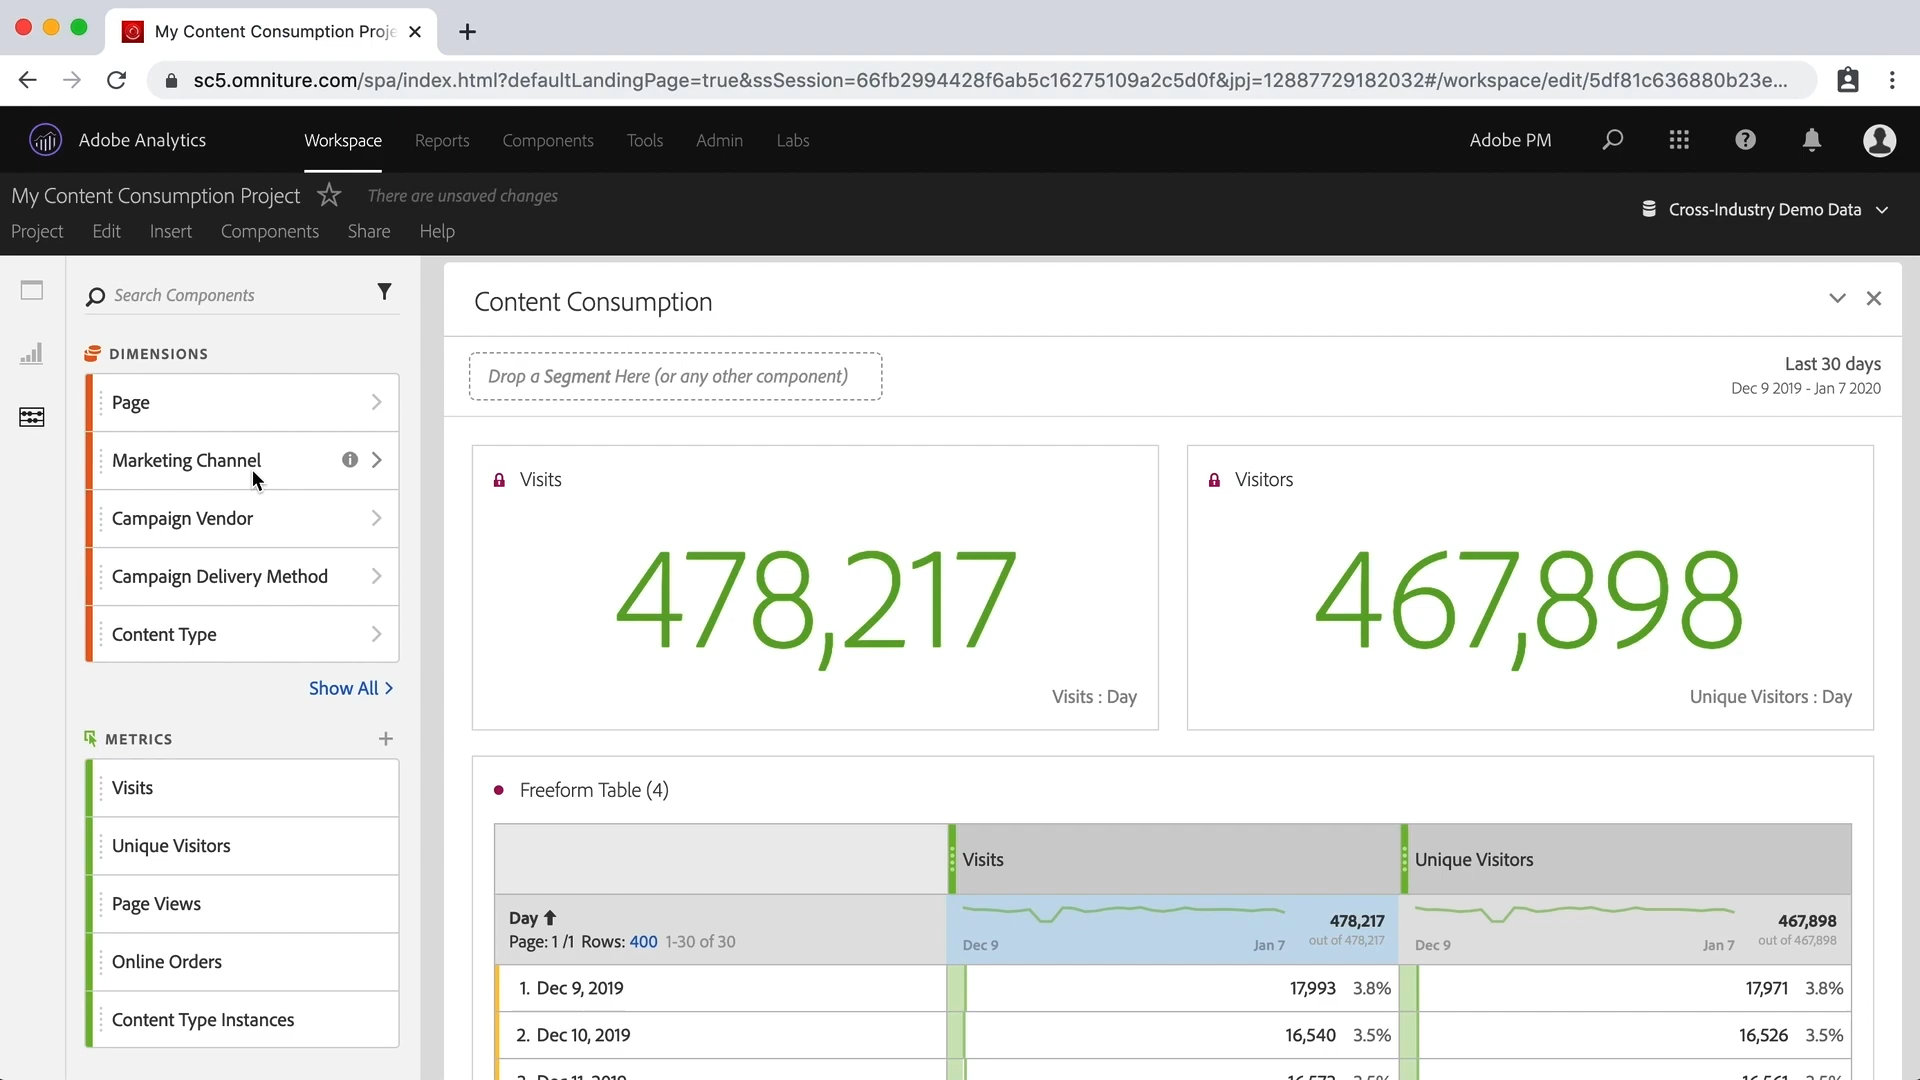 My Content Consumption Proje
sc5.omniture.com/spa/index.html?defaultLandingPage=true&ssSession=66fb2994428f6ab5c16275109a2c5d0f&jpj=12887729182032#/workspace/edit/5df81c636880b23e...
Adobe Analytics
Workspace
Reports
Components
Tools
Admin
Labs
Adobe PM
My Content Consumption Project
There are unsaved changes
Project
Edit
Insert
Components
Share
Help
Cross-Industry Demo Data
Search Components
DIMENSIONS
Page
Marketing Channel
Campaign Vendor
Campaign Delivery Method
Content Type
Show All
METRICS
Visits
Unique Visitors
Page Views
Online Orders
Content Type Instances
Content Consumption
Drop a Segment Here (or any other component)
Last 30 days
Dec 9 2019 - Jan 7 2020
Visits
478,217
Visits : Day
Visitors
467,898
Unique Visitors : Day
Freeform Table (4)
Visits
Unique Visitors
Day
Page: 1 /1 Rows: 400 1-30 of 30
Dec 9
Jan 7
478,217
out of 478,217
Dec 9
Jan 7
467,898
out of 467,898
1. Dec 9, 2019 17,993 3.8% 17,971 3.8%
2. Dec 10, 2019 16,540 3.5% 16,526 3.5%